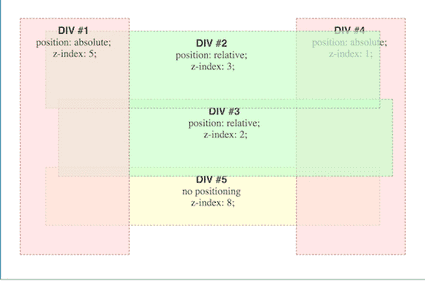 DIV #1
position: absolute;
z-index: 5;
DIV #2
position: relative;
z-index: 3;
DIV #3
position: relative;
z-index: 2;
DIV #4
position: absolute;
z-index: 1;
DIV #5
no positioning
z-index: 8;